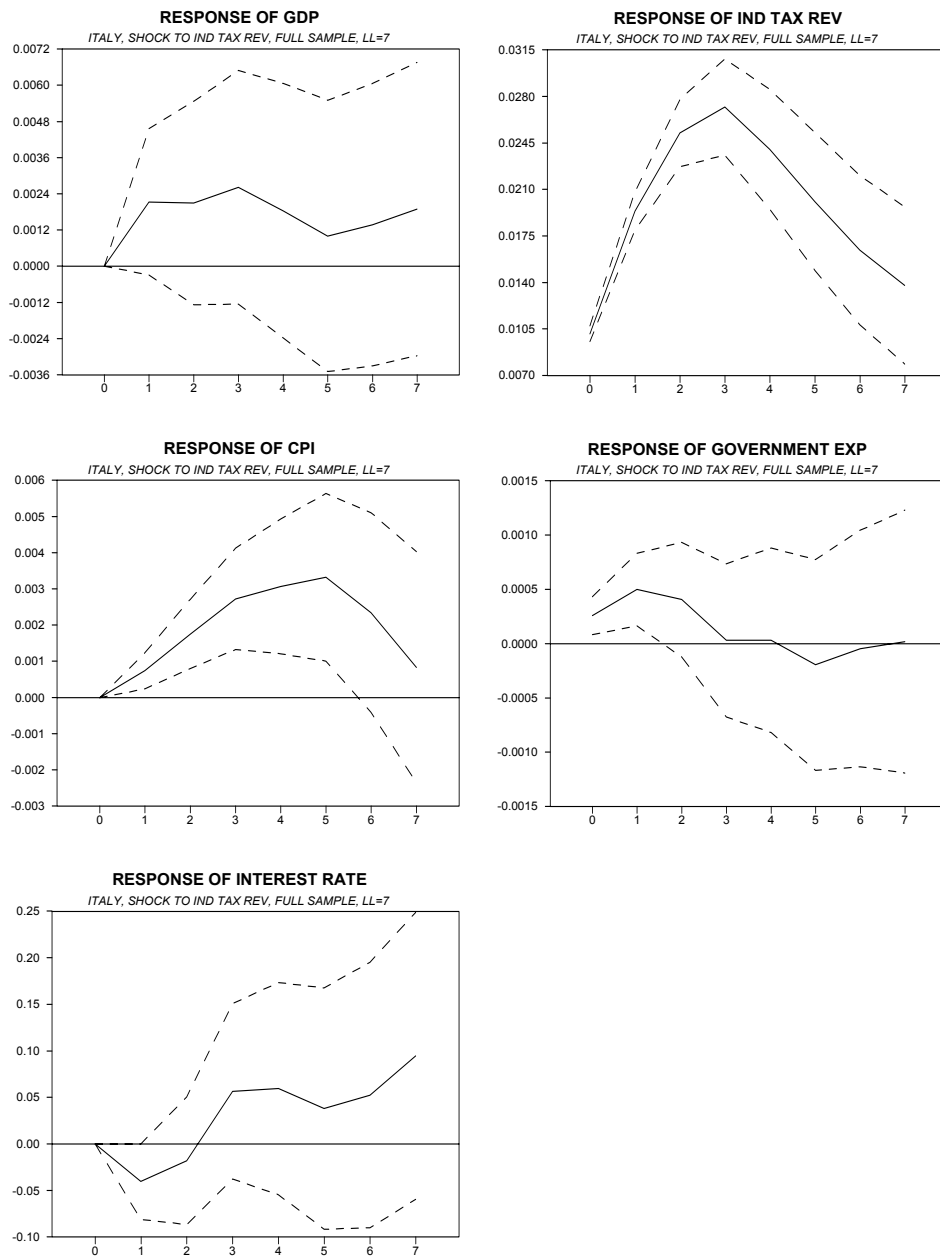 RESPONSE OF GDP
ITALY, SHOCK TO IND TAX REV, FULL SAMPLE, LL=7
0.0072
0.0060
0.0048
0.0036
0.0024
0.0012
0.0000
-0.0012
-0.0024
-0.0036
0 1 2 3 4 5 6 7
RESPONSE OF IND TAX REV
ITALY, SHOCK TO IND TAX REV, FULL SAMPLE, LL=7
0.0315
0.0280
0.0245
0.0210
0.0175
0.0140
0.0105
0.0070
0 1 2 3 4 5 6 7
RESPONSE OF CPI
ITALY, SHOCK TO IND TAX REV, FULL SAMPLE, LL=7
0.006
0.005
0.004
0.003
0.002
0.001
0.000
-0.001
-0.002
-0.003
0 1 2 3 4 5 6 7
RESPONSE OF GOVERNMENT EXP
ITALY, SHOCK TO IND TAX REV, FULL SAMPLE, LL=7
0.0015
0.0010
0.0005
0.0000
-0.0005
-0.0010
-0.0015
0 1 2 3 4 5 6 7
RESPONSE OF INTEREST RATE
ITALY, SHOCK TO IND TAX REV, FULL SAMPLE, LL=7
0.25
0.20
0.15
0.10
0.05
0.00
-0.05
-0.10
0 1 2 3 4 5 6 7